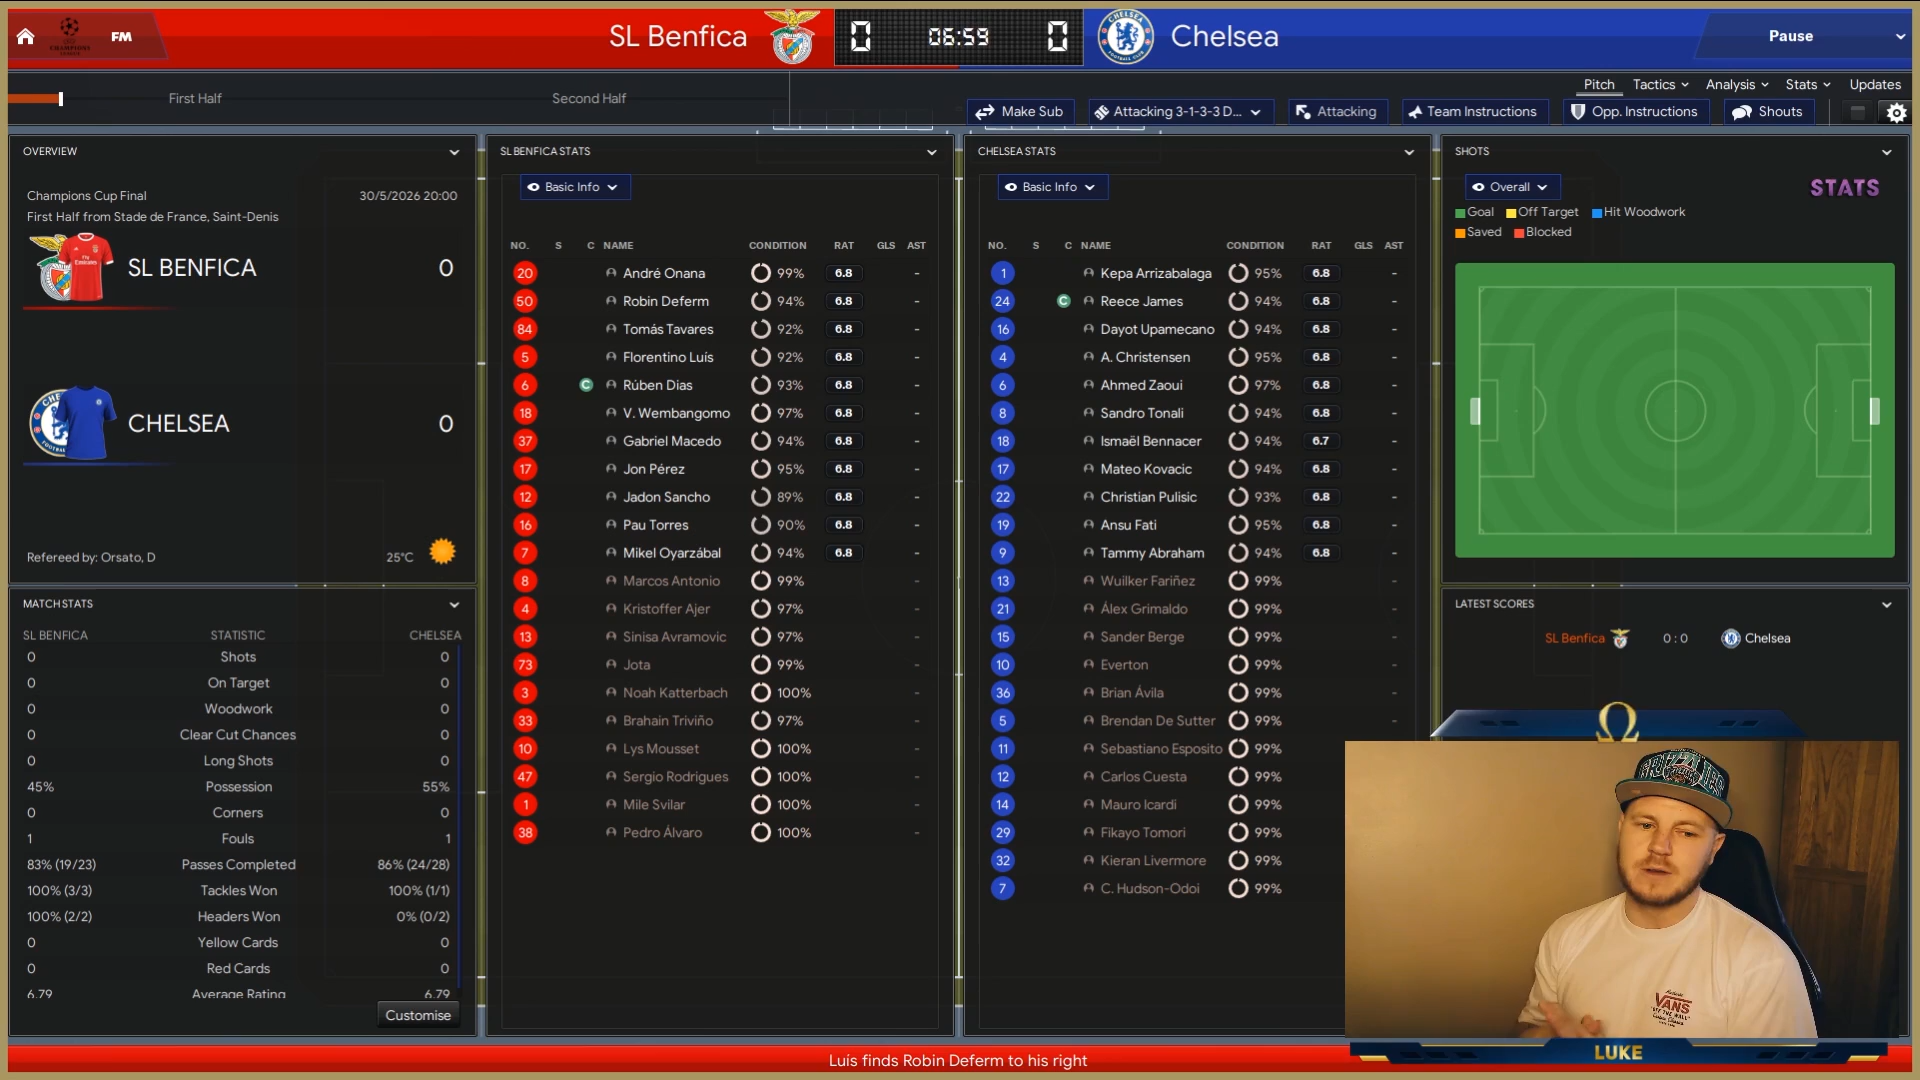 FM
SL Benfica
0 06:59 0
Chelsea
Pause
First Half
Second Half
Pitch Tactics Analysis Stats Updates
Make Sub
Attacking 3-1-3-3 D...
Attacking
Team Instructions
Opp. Instructions
Shouts
OVERVIEW
Champions Cup Final 30/5/2026 20:00
First Half from Stade de France, Saint-Denis
SL BENFICA 0
CHELSEA 0
Refereed by: Orsato, D 25°C
MATCH STATS
SL BENFICA STATISTIC CHELSEA
0 Shots 0
0 On Target 0
0 Woodwork 0
0 Clear Cut Chances 0
0 Long Shots 0
45% Possession 55%
0 Corners 0
1 Fouls 1
83% (19/23) Passes Completed 86% (24/28)
100% (3/3) Tackles Won 100% (1/1)
100% (2/2) Headers Won 0% (0/2)
0 Yellow Cards 0
0 Red Cards 0
6.79 Average Rating 6.79
Customise
SL BENFICA STATS
Basic Info
NO. S C NAME CONDITION RAT GLS AST
20 André Onana 99% 6.8 -
50 Robin Deferm 94% 6.8 -
84 Tomás Tavares 92% 6.8 -
5 Florentino Luís 92% 6.8 -
6 C Rúben Dias 93% 6.8 -
18 V. Wembangomo 97% 6.8 -
37 Gabriel Macedo 94% 6.8 -
17 Jon Pérez 95% 6.8 -
12 Jadon Sancho 89% 6.8 -
16 Pau Torres 90% 6.8 -
7 Mikel Oyarzábal 94% 6.8 -
8 Marcos Antonio 99% -
4 Kristoffer Ajer 97% -
13 Sinisa Avramovic 97% -
73 Jota 99% -
3 Noah Katterbach 100% -
33 Brahain Triviño 97% -
10 Lys Mousset 100% -
47 Sergio Rodrigues 100% -
1 Mile Svilar 100% -
38 Pedro Álvaro 100% -
CHELSEA STATS
Basic Info
NO. S C NAME CONDITION RAT GLS AST
1 Kepa Arrizabalaga 95% 6.8 -
24 C Reece James 94% 6.8 -
16 Dayot Upamecano 94% 6.8 -
4 A. Christensen 95% 6.8 -
6 Ahmed Zaoui 97% 6.8 -
8 Sandro Tonali 94% 6.8 -
18 Ismaël Bennacer 94% 6.7 -
17 Mateo Kovacic 94% 6.8 -
22 Christian Pulisic 93% 6.8 -
19 Ansu Fati 95% 6.8 -
9 Tammy Abraham 94% 6.8 -
13 Wuilker Fariñez 99% -
21 Álex Grimaldo 99% -
15 Sander Berge 99% -
10 Everton 99% -
36 Brian Ávila 99% -
5 Brendan De Sutter 99% -
11 Sebastiano Esposito 99%
12 Carlos Cuesta 99%
14 Mauro Icardi 99%
29 Fikayo Tomori 99%
32 Kieran Livermore 99%
7 C. Hudson-Odoi 99%
SHOTS
Overall
STATS
Goal Off Target Hit Woodwork
Saved Blocked
LATEST SCORES
SL Benfica 0 : 0 Chelsea
Ω
VANS
"OFF THE WALL"
LUKE
Luís finds Robin Deferm to his right